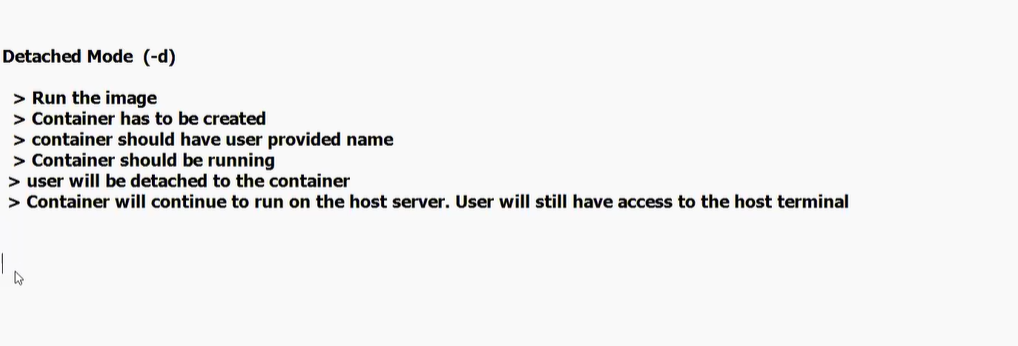 Detached Mode  (-d)
> Run the image
> Container has to be created
> container should have user provided name
> Container should be running
> user will be detached to the container
> Container will continue to run on the host server. User will still have access to the host terminal